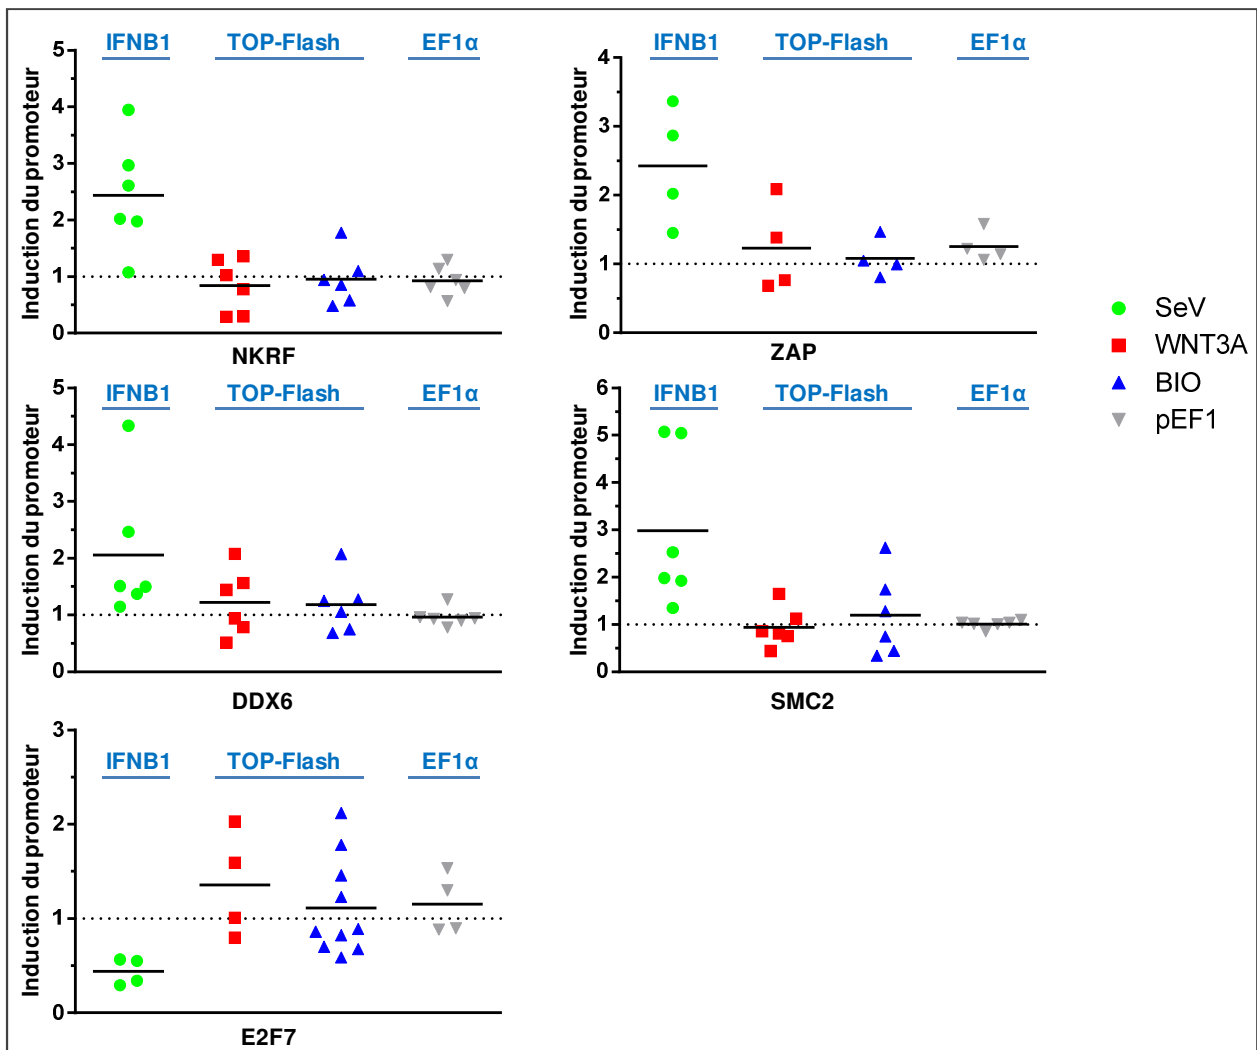 IFNB1 TOP-Flash EF1α
Induction du promoteur
5
4
3
2
1
0
NKRF
IFNB1 TOP-Flash EF1α
Induction du promoteur
4
3
2
1
0
ZAP
SeV
WNT3A
BIO
pEF1
IFNB1 TOP-Flash EF1α
Induction du promoteur
5
4
3
2
1
0
DDX6
IFNB1 TOP-Flash EF1α
Induction du promoteur
6
5
4
3
2
1
0
SMC2
IFNB1 TOP-Flash EF1α
Induction du promoteur
3
2
1
0
E2F7